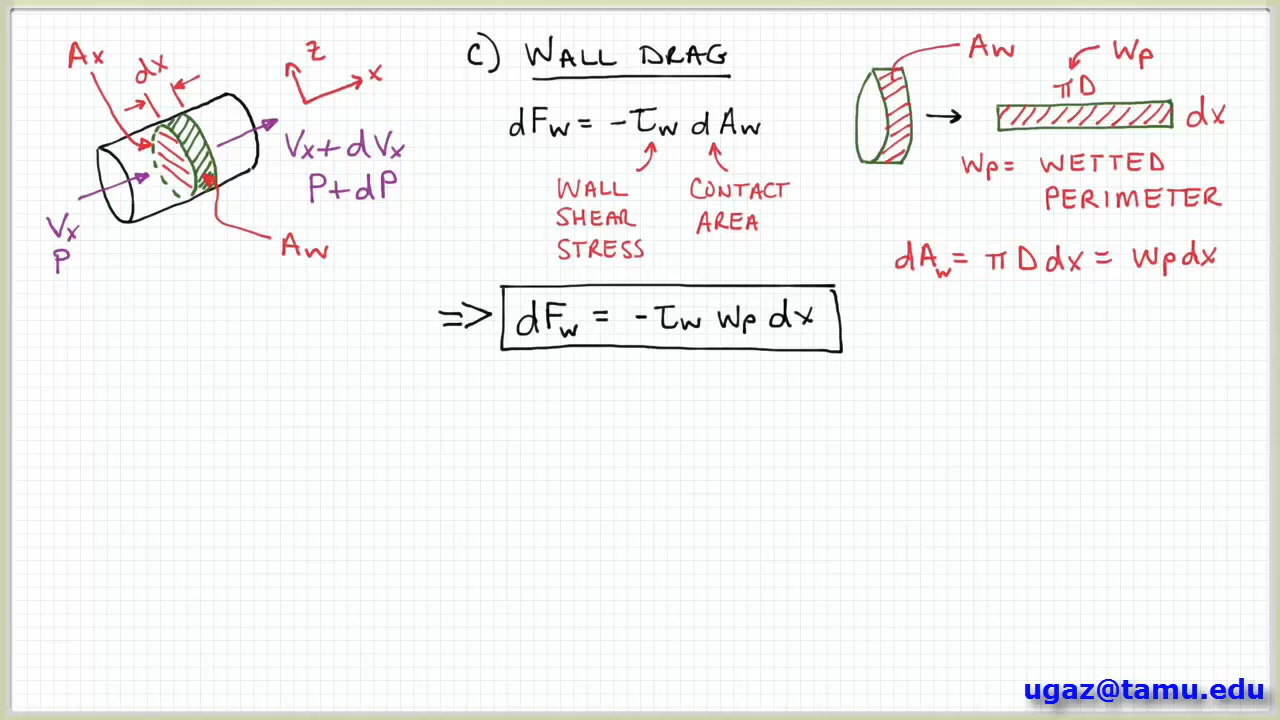 Ax
dx
z
x
Vx + dVx
P + dP
Vx
P
Aw
c) WALL DRAG
dFw = -τw dAw
WALL SHEAR STRESS
CONTACT AREA
Aw
Wp
πD
dx
Wp = WETTED PERIMETER
dAw = πD dx = Wp dx
=> dFw = -τw Wp dx
ugaz@tamu.edu